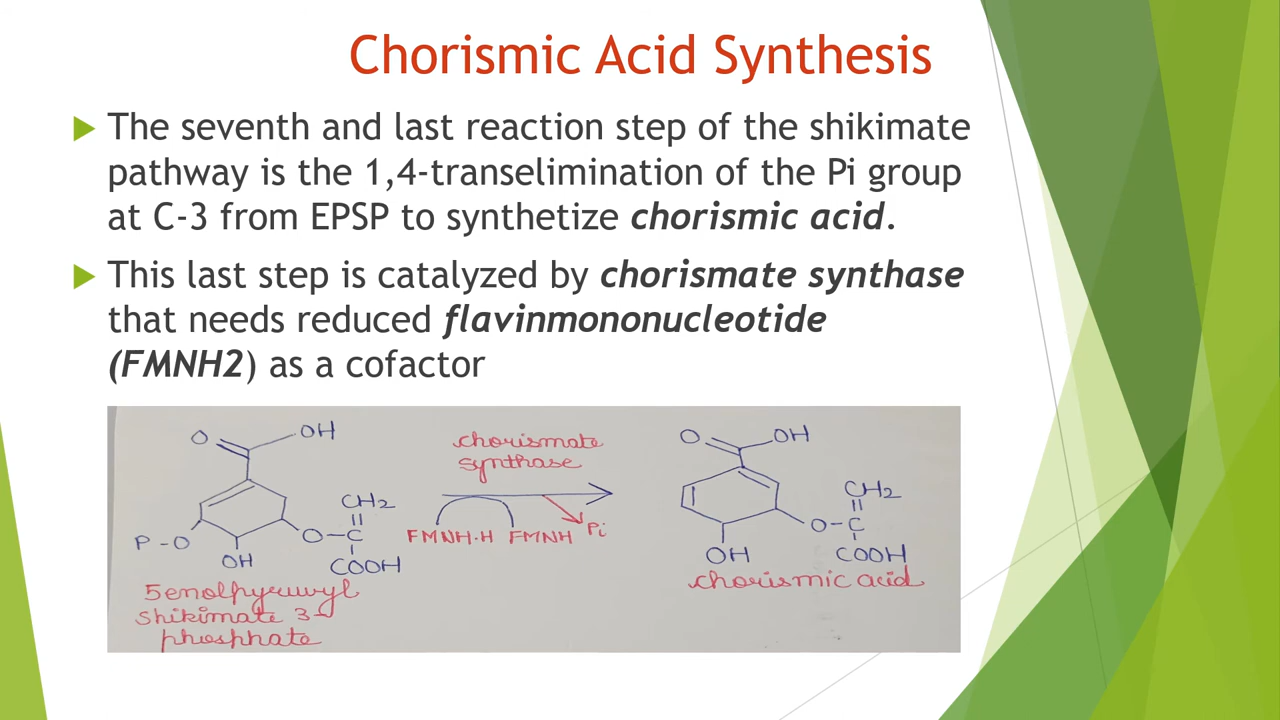 Chorismic Acid Synthesis
The seventh and last reaction step of the shikimate
pathway is the 1,4-transelimination of the Pi group
at C-3 from EPSP to synthetize chorismic acid.
This last step is catalyzed by chorismate synthase
that needs reduced flavinmononucleotide
(FMNH2) as a cofactor
O OH
P-O
OH
CH2
O-C
COOH
5enolpyruvyl
shikimate 3-
phosphate
chorismate
synthase
FMNH·H FMNH Pi
O OH
OH
CH2
O-C
COOH
chorismic acid